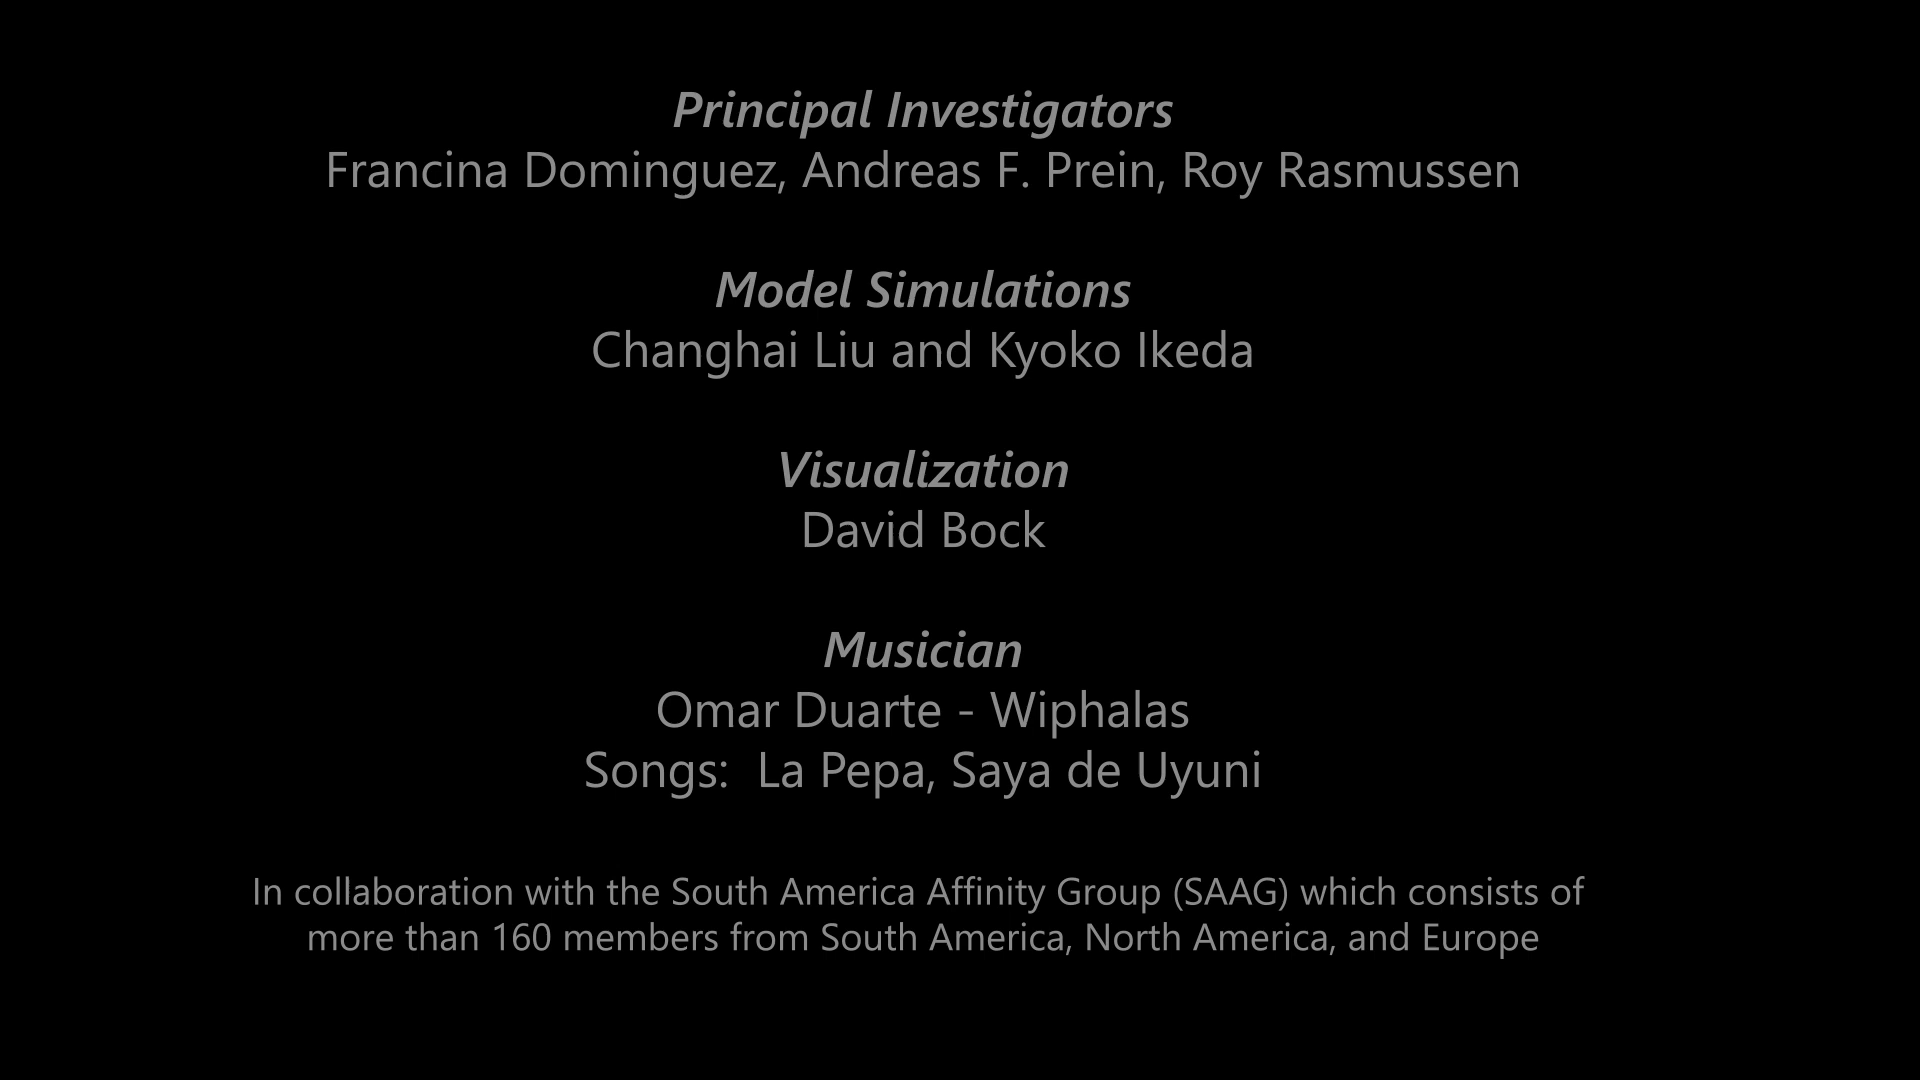 Principal Investigators
Francina Dominguez, Andreas F. Prein, Roy Rasmussen
Model Simulations
Changhai Liu and Kyoko Ikeda
Visualization
David Bock
Musician
Omar Duarte - Wiphalas
Songs:  La Pepa, Saya de Uyuni
In collaboration with the South America Affinity Group (SAAG) which consists of
more than 160 members from South America, North America, and Europe